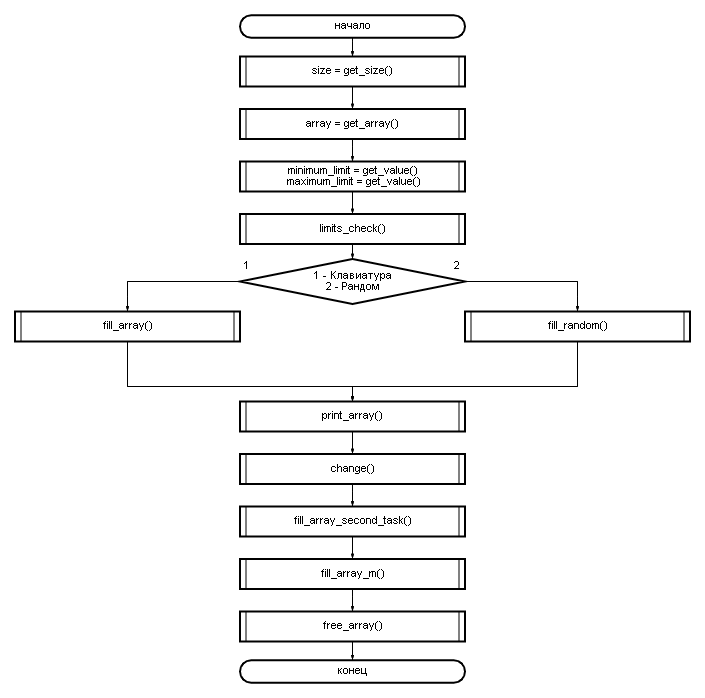 начало
size = get_size()
array = get_array()
minimum_limit = get_value()
maximum_limit = get_value()
limits_check()
1
2
1 - Клавиатура
2 - Рандом
fill_array()
fill_random()
print_array()
change()
fill_array_second_task()
fill_array_m()
free_array()
конец